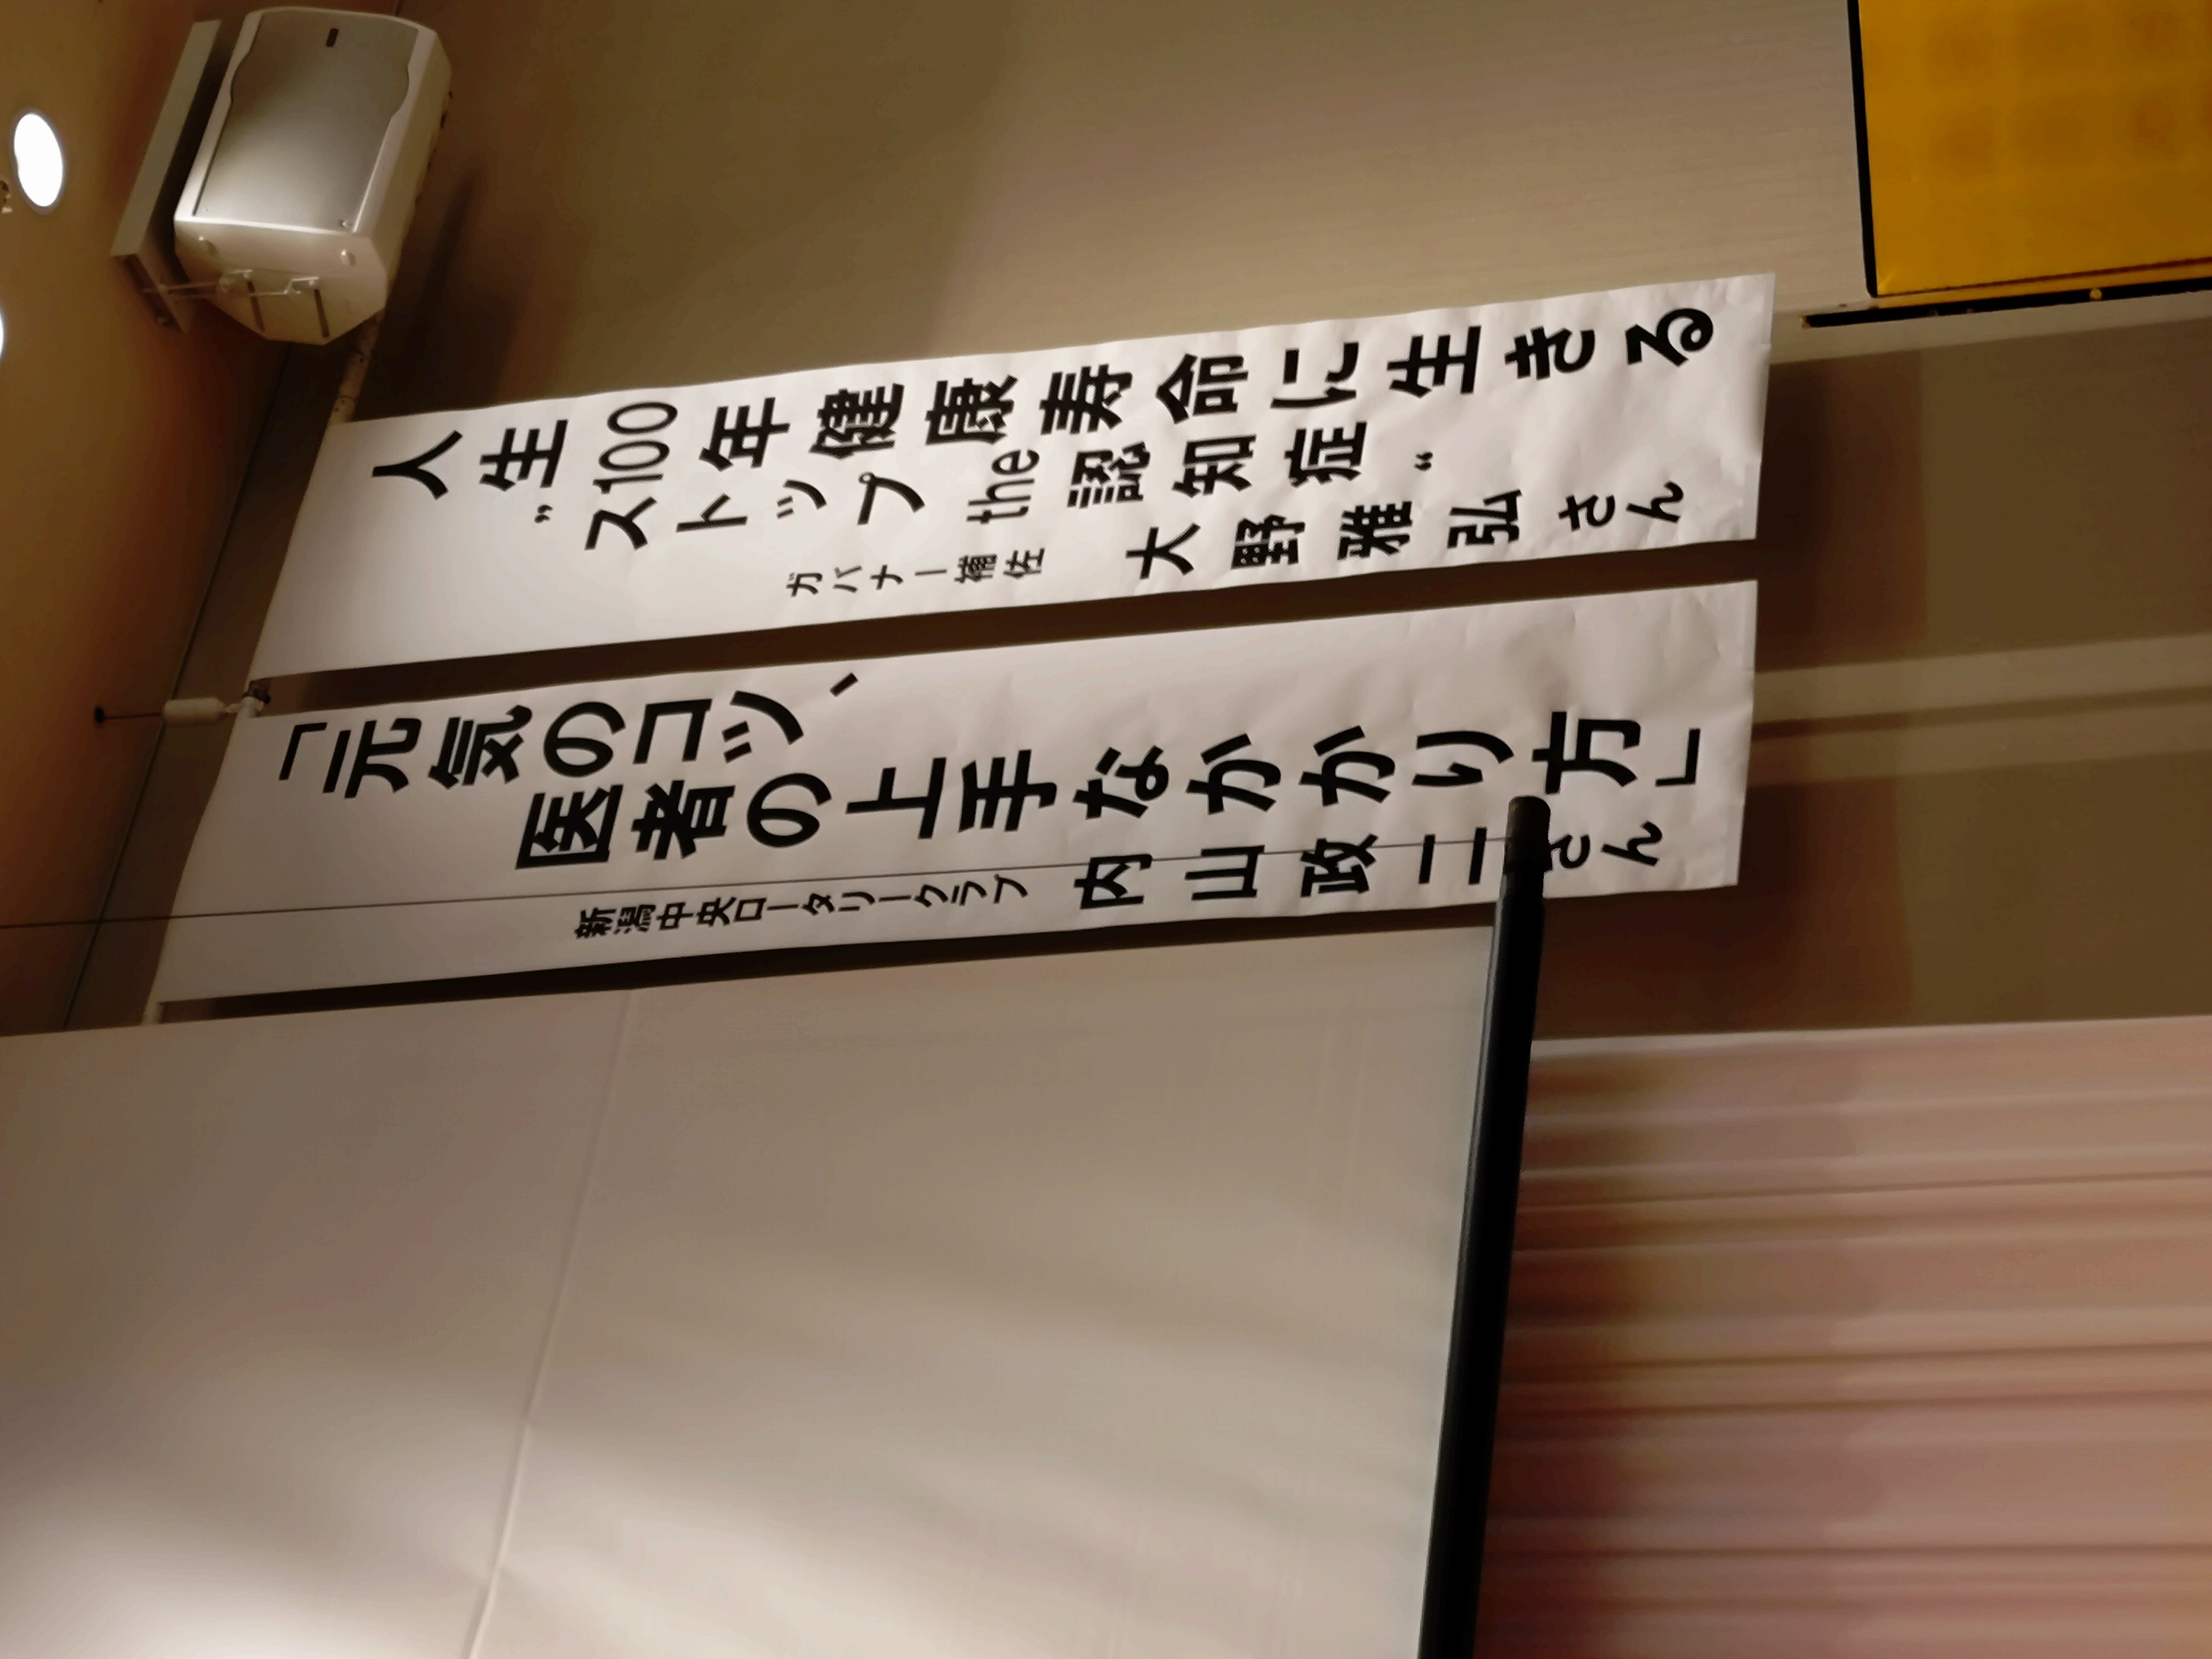 人生100年健康寿命に生きる
〝ストップthe認知症〟
ガバナー補佐 大野雅弘さん
「元気のコツ、
医者の上手なかかり方」
新潟中央ロータリークラブ 内山政二さん